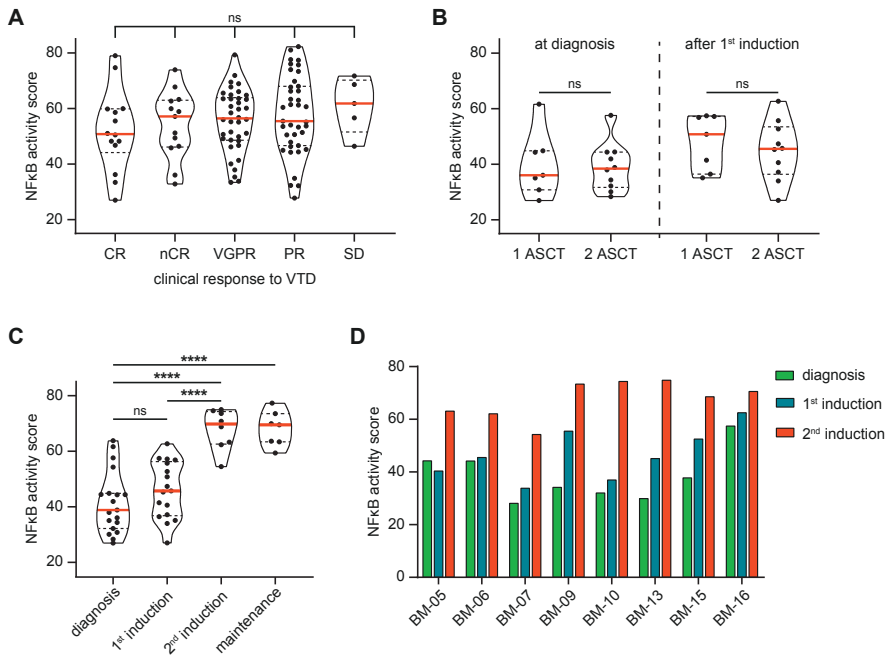 A
ns
NFκB activity score
80
60
40
20
CR nCR VGPR PR SD
clinical response to VTD
B
at diagnosis
after 1st induction
ns
ns
NFκB activity score
80
60
40
20
1 ASCT 2 ASCT 1 ASCT 2 ASCT
C
****
****
****
ns
NFκB activity score
80
60
40
20
diagnosis
1st induction
2nd induction
maintenance
D
NFκB activity score
80
60
40
20
0
BM-05
BM-06
BM-07
BM-09
BM-10
BM-13
BM-15
BM-16
diagnosis
1st induction
2nd induction